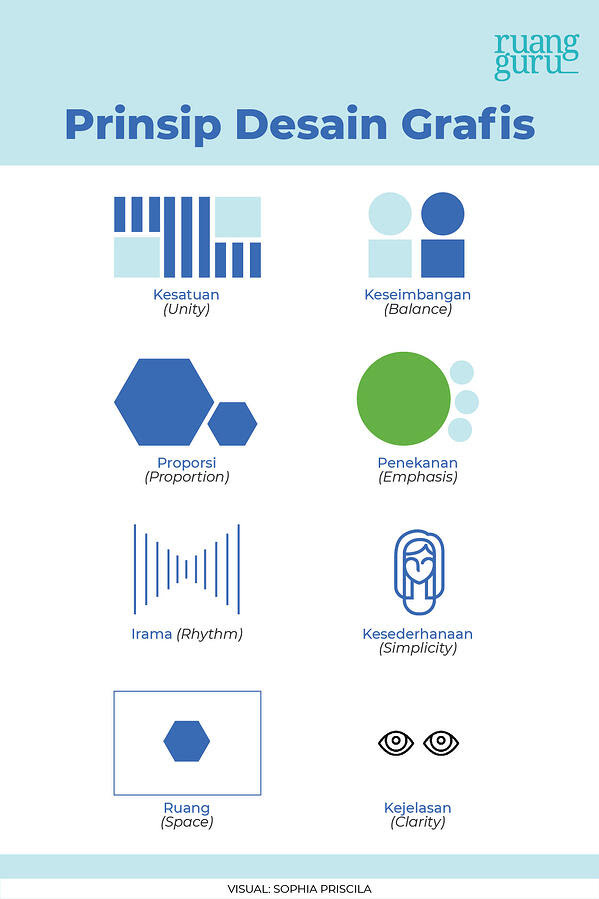 ruang
guru
Prinsip Desain Grafis
Kesatuan
(Unity)
Keseimbangan
(Balance)
Proporsi
(Proportion)
Penekanan
(Emphasis)
Irama (Rhythm)
Kesederhanaan
(Simplicity)
Ruang
(Space)
Kejelasan
(Clarity)
VISUAL: SOPHIA PRISCILA